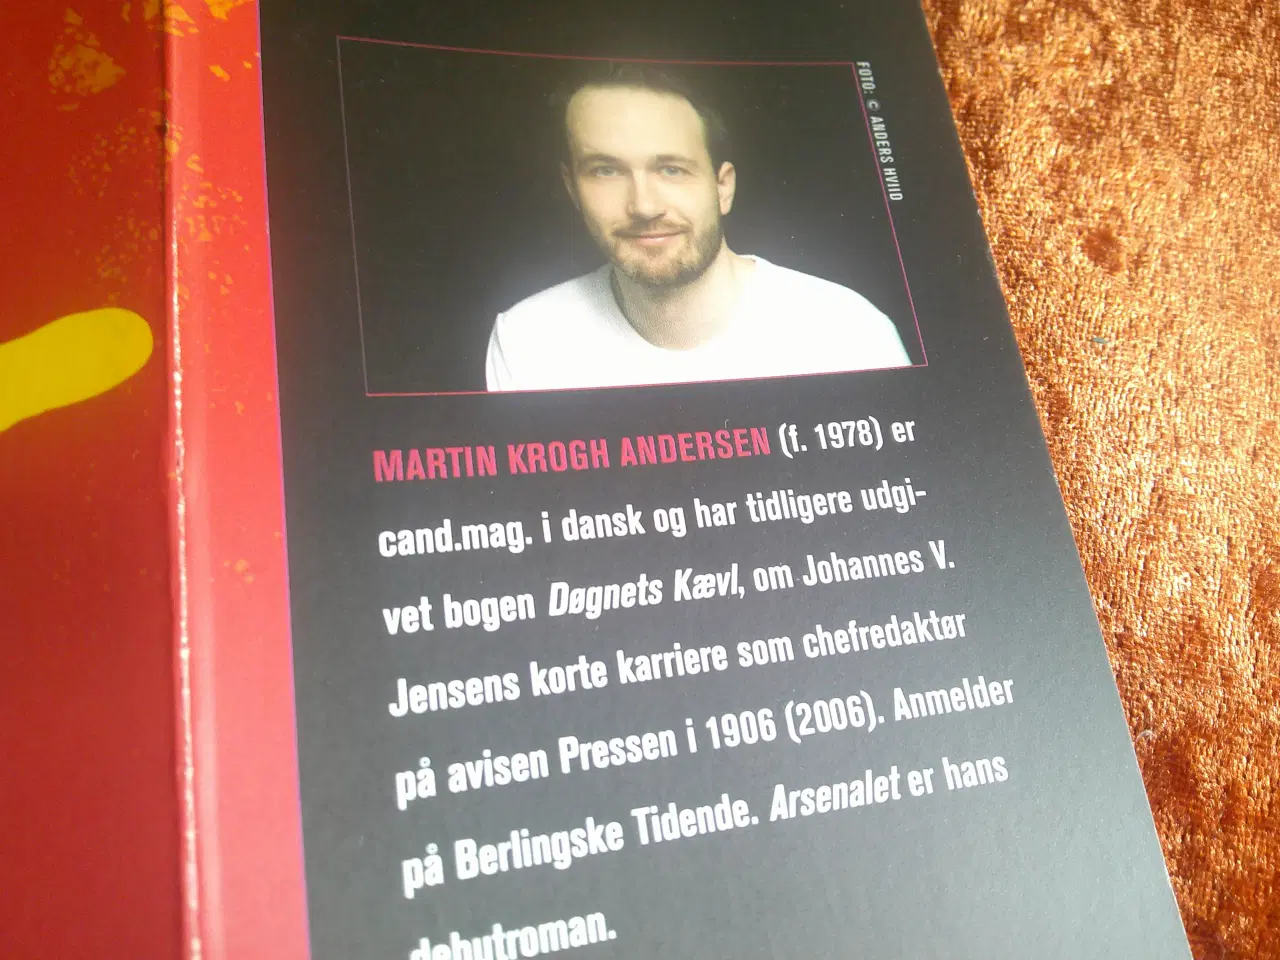 FOTO: © ANDERS HVIID
MARTIN KROGH ANDERSEN (f. 1978) er
cand.mag. i dansk og har tidligere udgi-
vet bogen Døgnets Kævl, om Johannes V.
Jensens korte karriere som chefredaktør
på avisen Pressen i 1906 (2006). Anmelder
på Berlingske Tidende. Arsenalet er hans
debutroman.